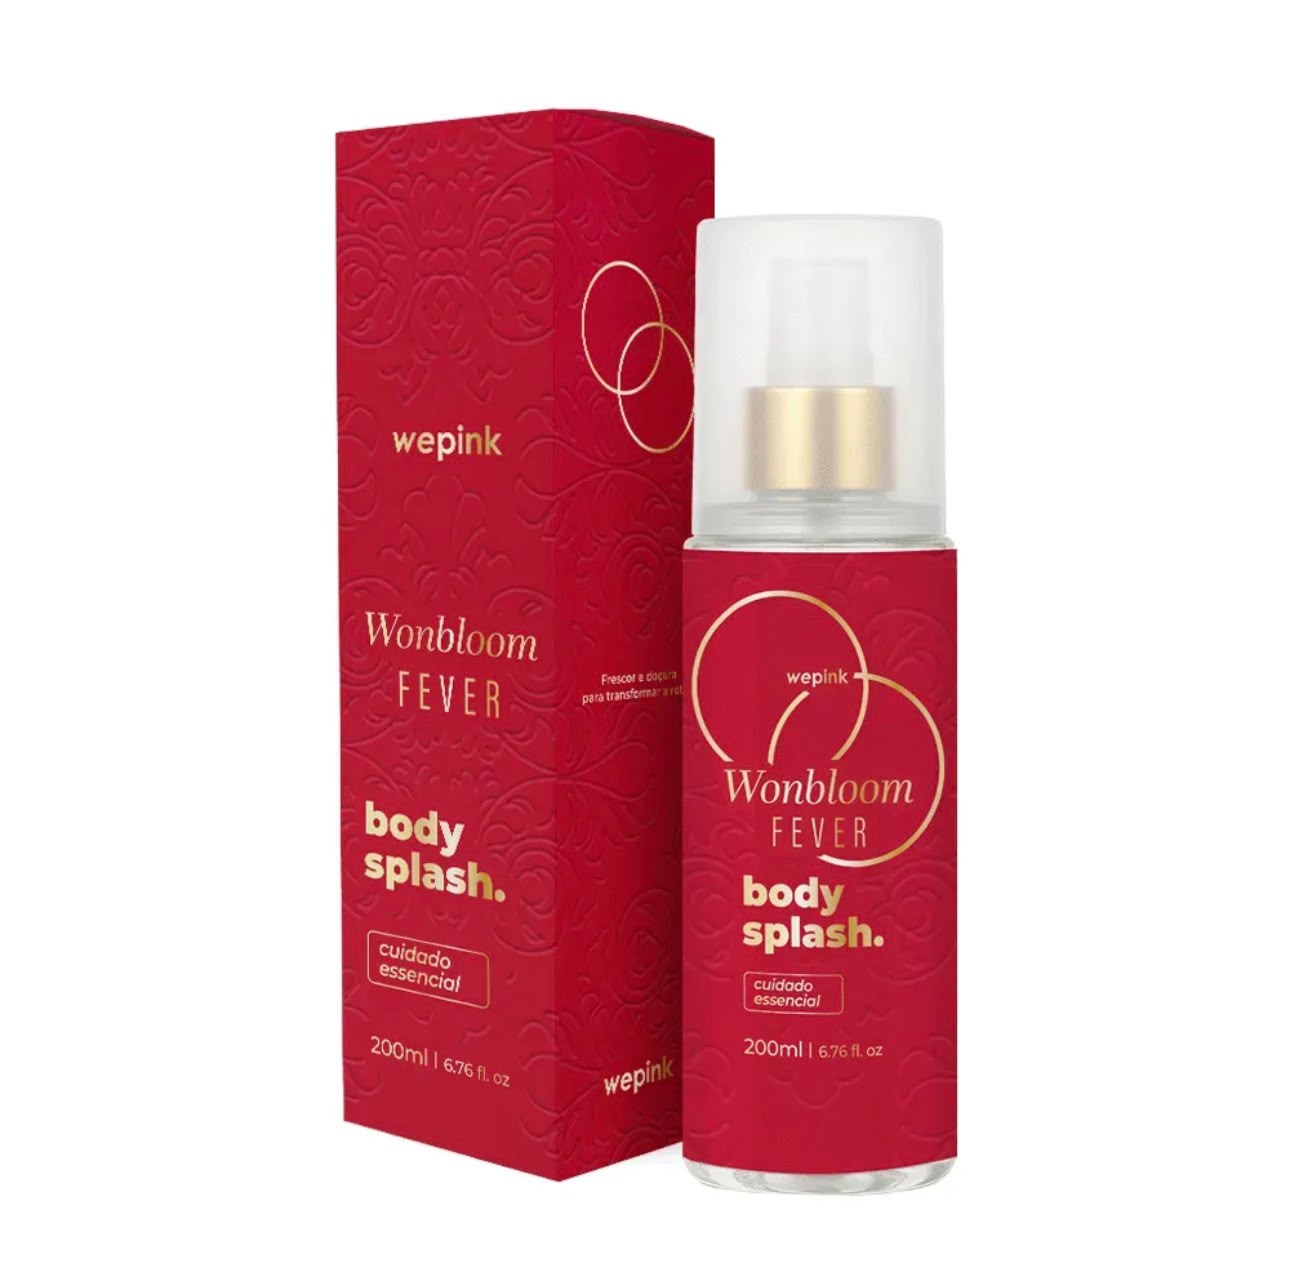 wepink
Wonbloom
FEVER
body
splash.
cuidado
essencial
200ml | 6.76 fl. oz
Frescor e doçura
para transformar a
wepink
wepink
Wonbloom
FEVER
body
splash.
cuidado
essencial
200ml | 6.76 fl. oz